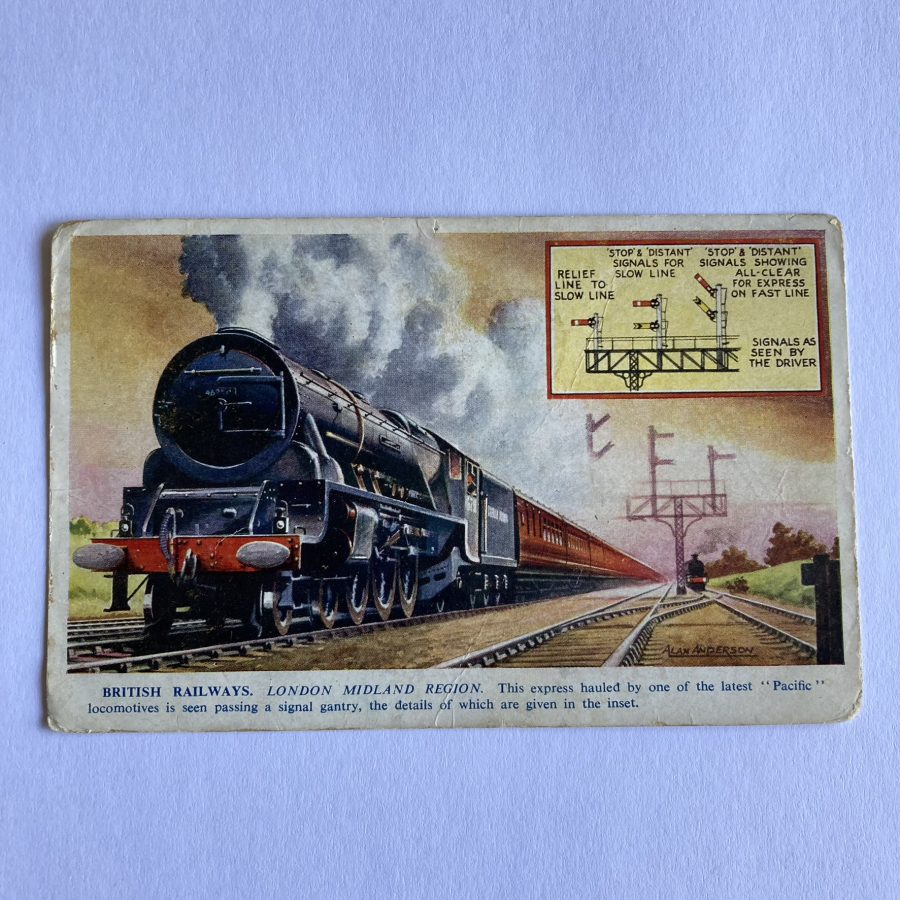 'STOP' & 'DISTANT'
SIGNALS FOR
SLOW LINE
'STOP' & 'DISTANT'
SIGNALS SHOWING
ALL-CLEAR
FOR EXPRESS
ON FAST LINE
RELIEF
LINE TO
SLOW LINE
SIGNALS AS
SEEN BY
THE DRIVER
ALAN ANDERSON
BRITISH RAILWAYS. LONDON MIDLAND REGION. This express hauled by one of the latest "Pacific"
locomotives is seen passing a signal gantry, the details of which are given in the inset.